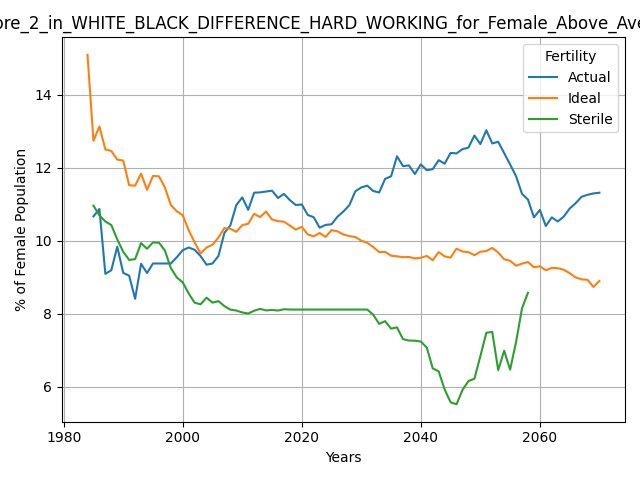 ore_2_in_WHITE_BLACK_DIFFERENCE_HARD_WORKING_for_Female_Above_Ave
Fertility
Actual
Ideal
Sterile
% of Female Population
14
12
10
8
6
1980
2000
2020
2040
2060
Years